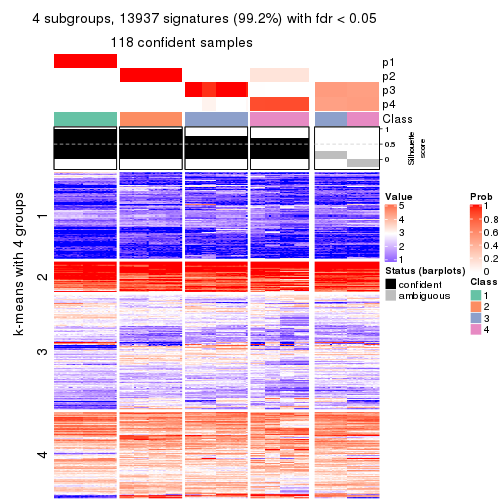 4 subgroups, 13937 signatures (99.2%) with fdr < 0.05
118 confident samples
p1
p2
p3
p4
Class
1
0.5
0
Silhouette
score
k-means with 4 groups
1
2
3
4
Value
5
4
3
2
1
Status (barplots)
confident
ambiguous
Prob
1
0.8
0.6
0.4
0.2
0
Class
1
2
3
4